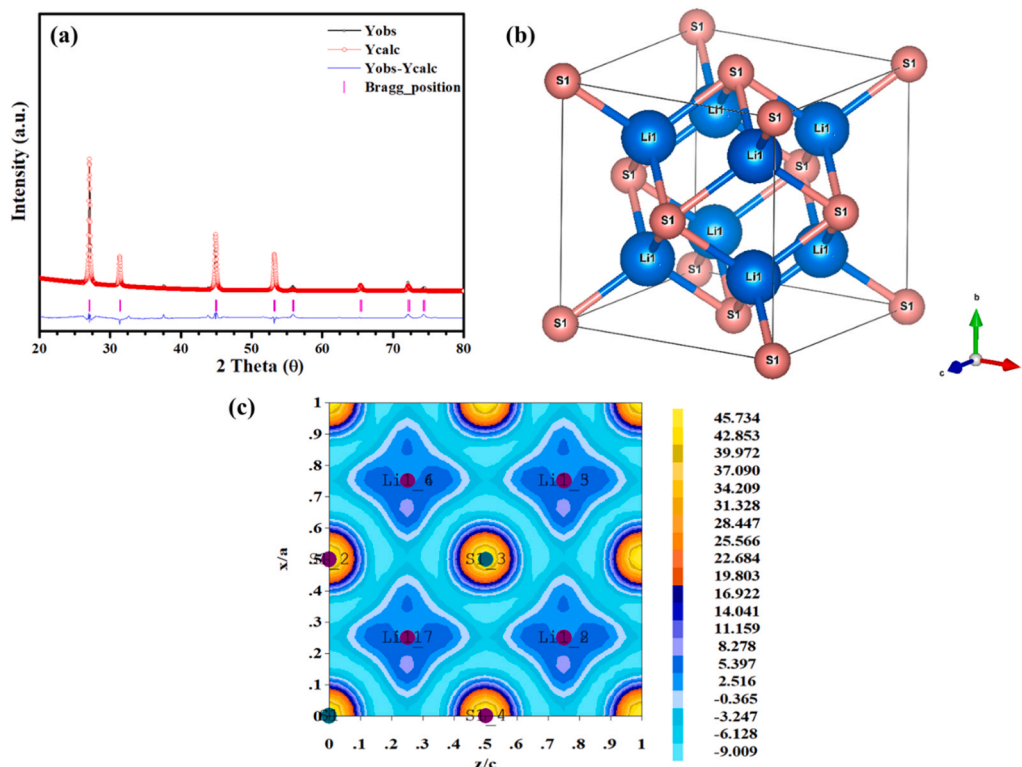 (a)
Yobs
Ycalc
Yobs-Ycalc
Bragg_position
Intensity (a.u.)
20 30 40 50 60 70 80
2 Theta (θ)
(b)
S1
S1
S1
S1
S1
Li1
Li1
Li1
Li1
S1
S1
S1
S1
Li1
Li1
Li1
Li1
S1
S1
S1
S1
S1
b
c
(c)
1
.9
.8
.7
.6
.5
.4
.3
.2
.1
0
x/a
Li1_5
S1_3
S1_4
0 .1 .2 .3 .4 .5 .6 .7 .8 .9 1
z/c
45.734
42.853
39.972
37.090
34.209
31.328
28.447
25.566
22.684
19.803
16.922
14.041
11.159
8.278
5.397
2.516
-0.365
-3.247
-6.128
-9.009